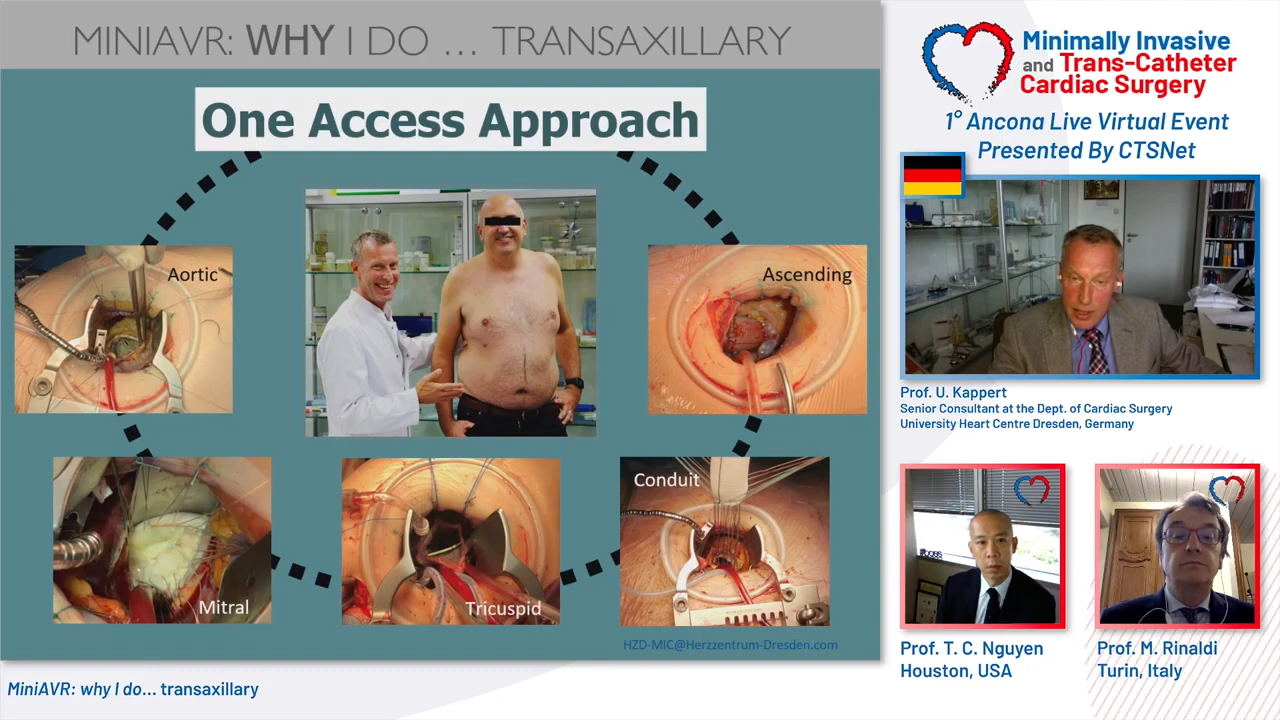 MINIAVR: WHY I DO ... TRANSAXILLARY
One Access Approach
Aortic
Ascending
Mitral
Tricuspid
Conduit
HZD-MIC@Herzzentrum-Dresden.com
MiniAVR: why I do... transaxillary
Minimally Invasive
and Trans-Catheter
Cardiac Surgery
1° Ancona Live Virtual Event
Presented By CTSNet
Prof. U. Kappert
Senior Consultant at the Dept. of Cardiac Surgery
University Heart Centre Dresden, Germany
Prof. T. C. Nguyen
Houston, USA
Prof. M. Rinaldi
Turin, Italy